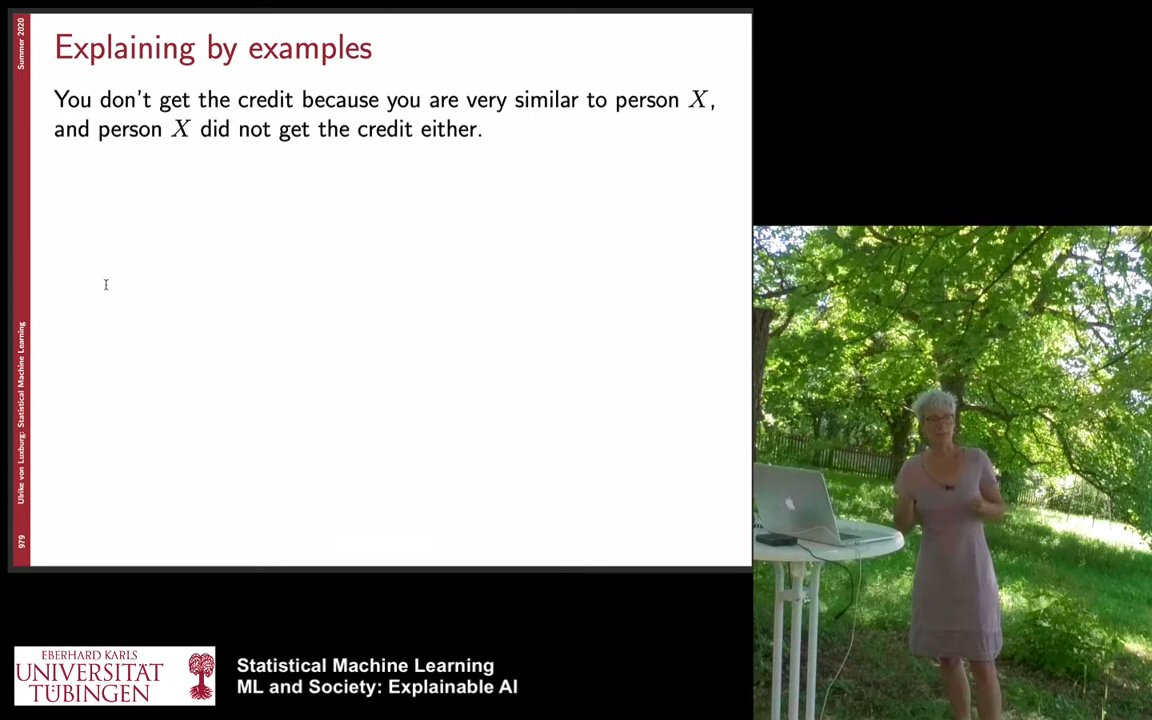 Summer 2020
Explaining by examples
You don't get the credit because you are very similar to person X,
and person X did not get the credit either.
Ulrike von Luxburg: Statistical Machine Learning
979
EBERHARD KARLS
UNIVERSITÄT
TÜBINGEN
Statistical Machine Learning
ML and Society: Explainable AI